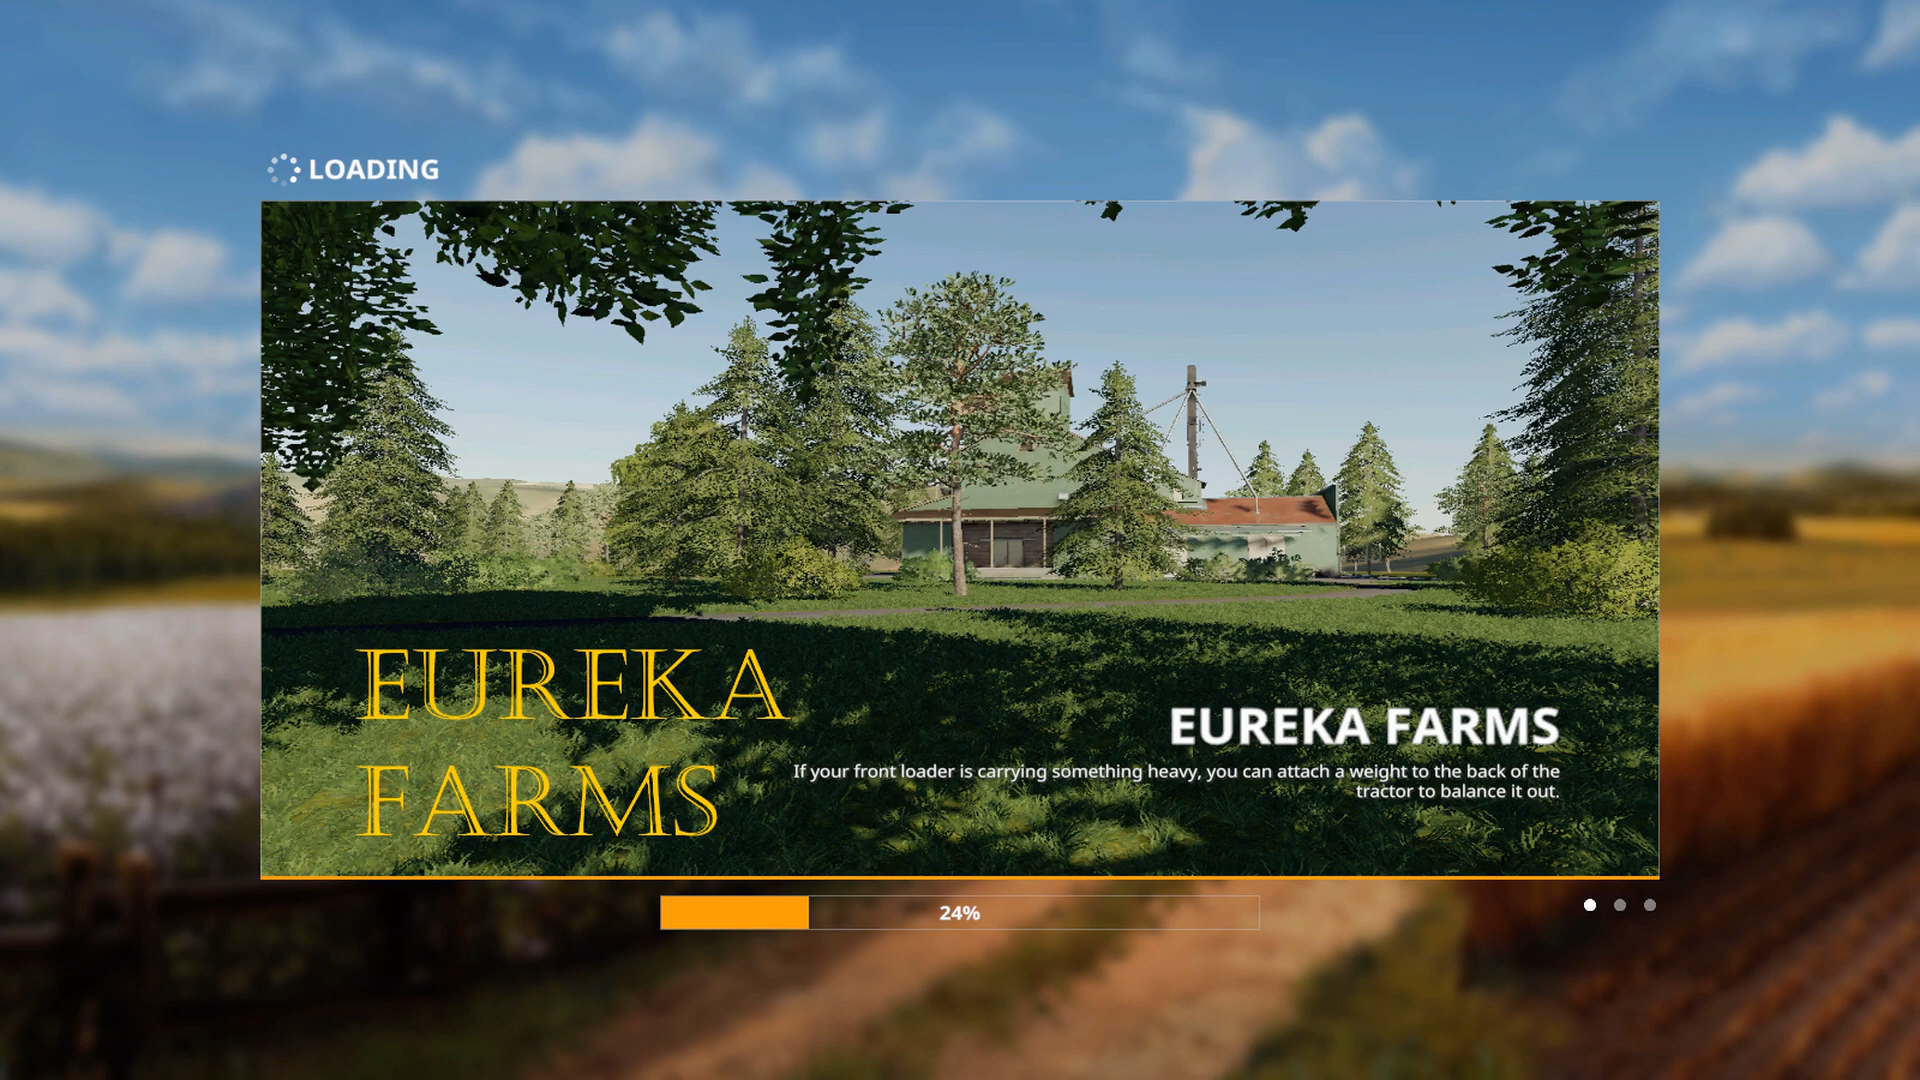 LOADING
EUREKA
FARMS
EUREKA FARMS
If your front loader is carrying something heavy, you can attach a weight to the back of the
tractor to balance it out.
24%